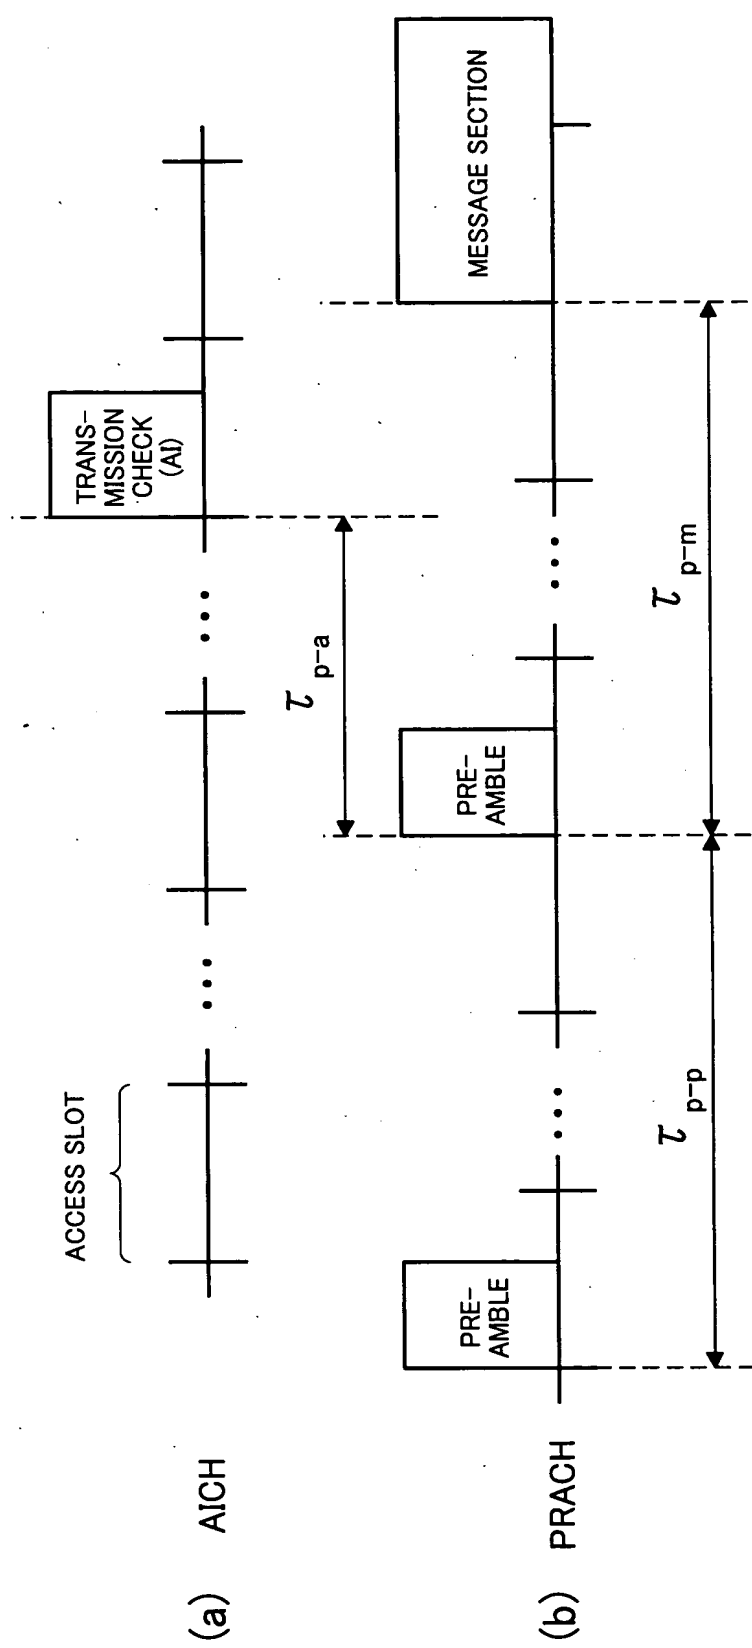 (a) AICH
ACCESS SLOT
TRANS-
MISSION
CHECK
(AI)
τ p-a
(b) PRACH
PRE-
AMBLE
PRE-
AMBLE
MESSAGE SECTION
τ p-p
τ p-m